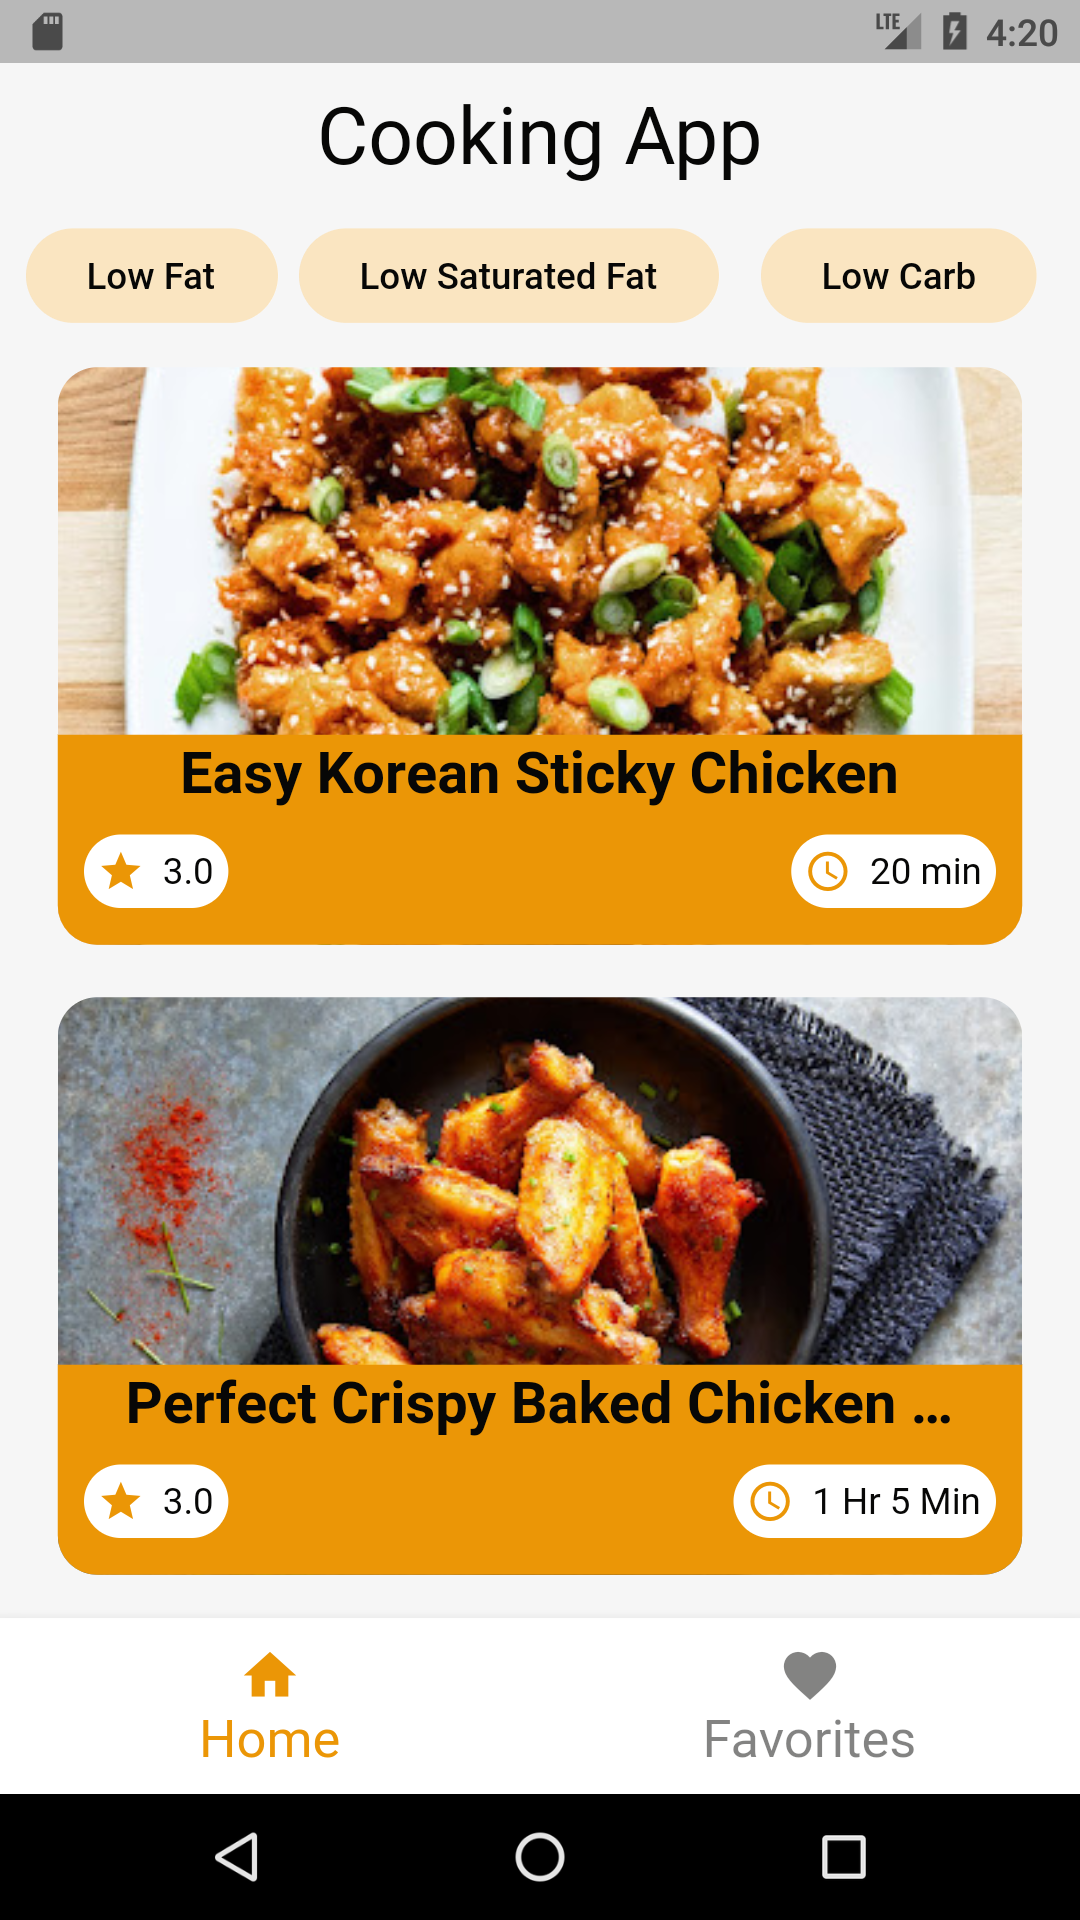 LTE 4:20
Cooking App
Low Fat Low Saturated Fat Low Carb
Easy Korean Sticky Chicken
3.0 20 min
Perfect Crispy Baked Chicken ...
3.0 1 Hr 5 Min
Home Favorites